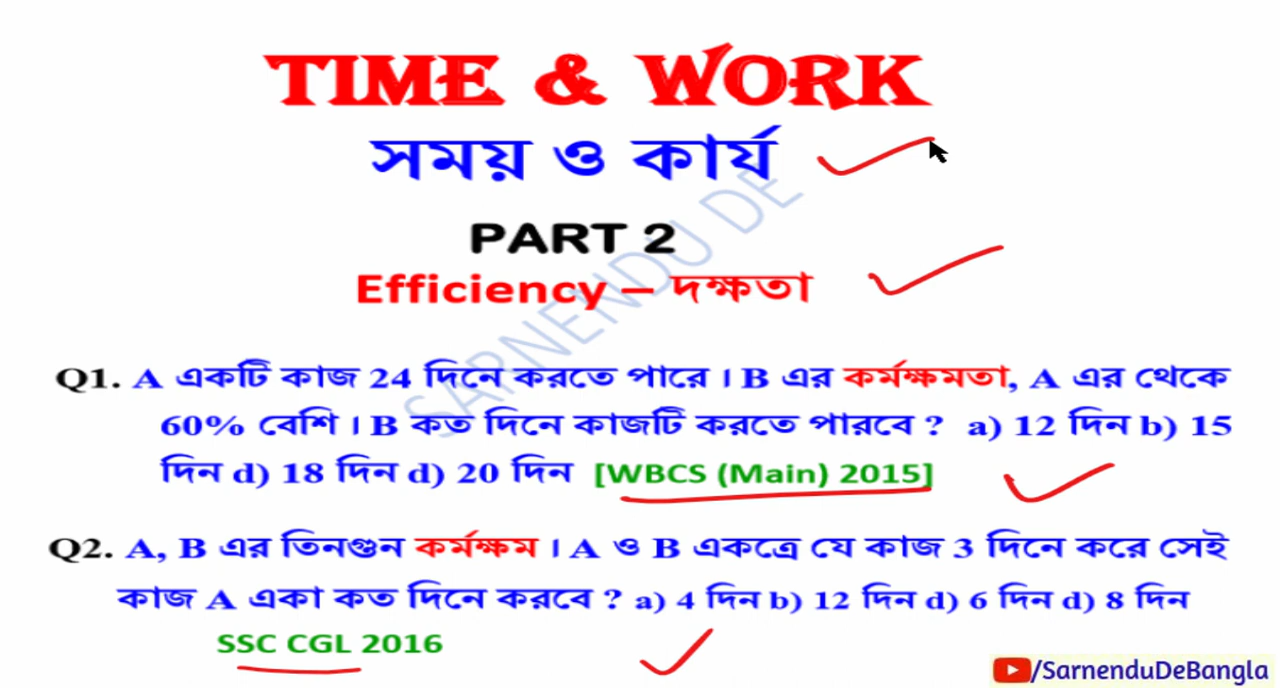 TIME & WORK
সময় ও কার্য
PART 2
Efficiency – দক্ষতা
SARNENDU DE
Q1. A একটি কাজ 24 দিনে করতে পারে । B এর কর্মক্ষমতা, A এর থেকে
60% বেশি । B কত দিনে কাজটি করতে পারবে ? a) 12 দিন b) 15
দিন d) 18 দিন d) 20 দিন [WBCS (Main) 2015]
Q2. A, B এর তিনগুন কর্মক্ষম । A ও B একত্রে যে কাজ 3 দিনে করে সেই
কাজ A একা কত দিনে করবে ? a) 4 দিন b) 12 দিন d) 6 দিন d) 8 দিন
SSC CGL 2016
/SarnenduDeBangla